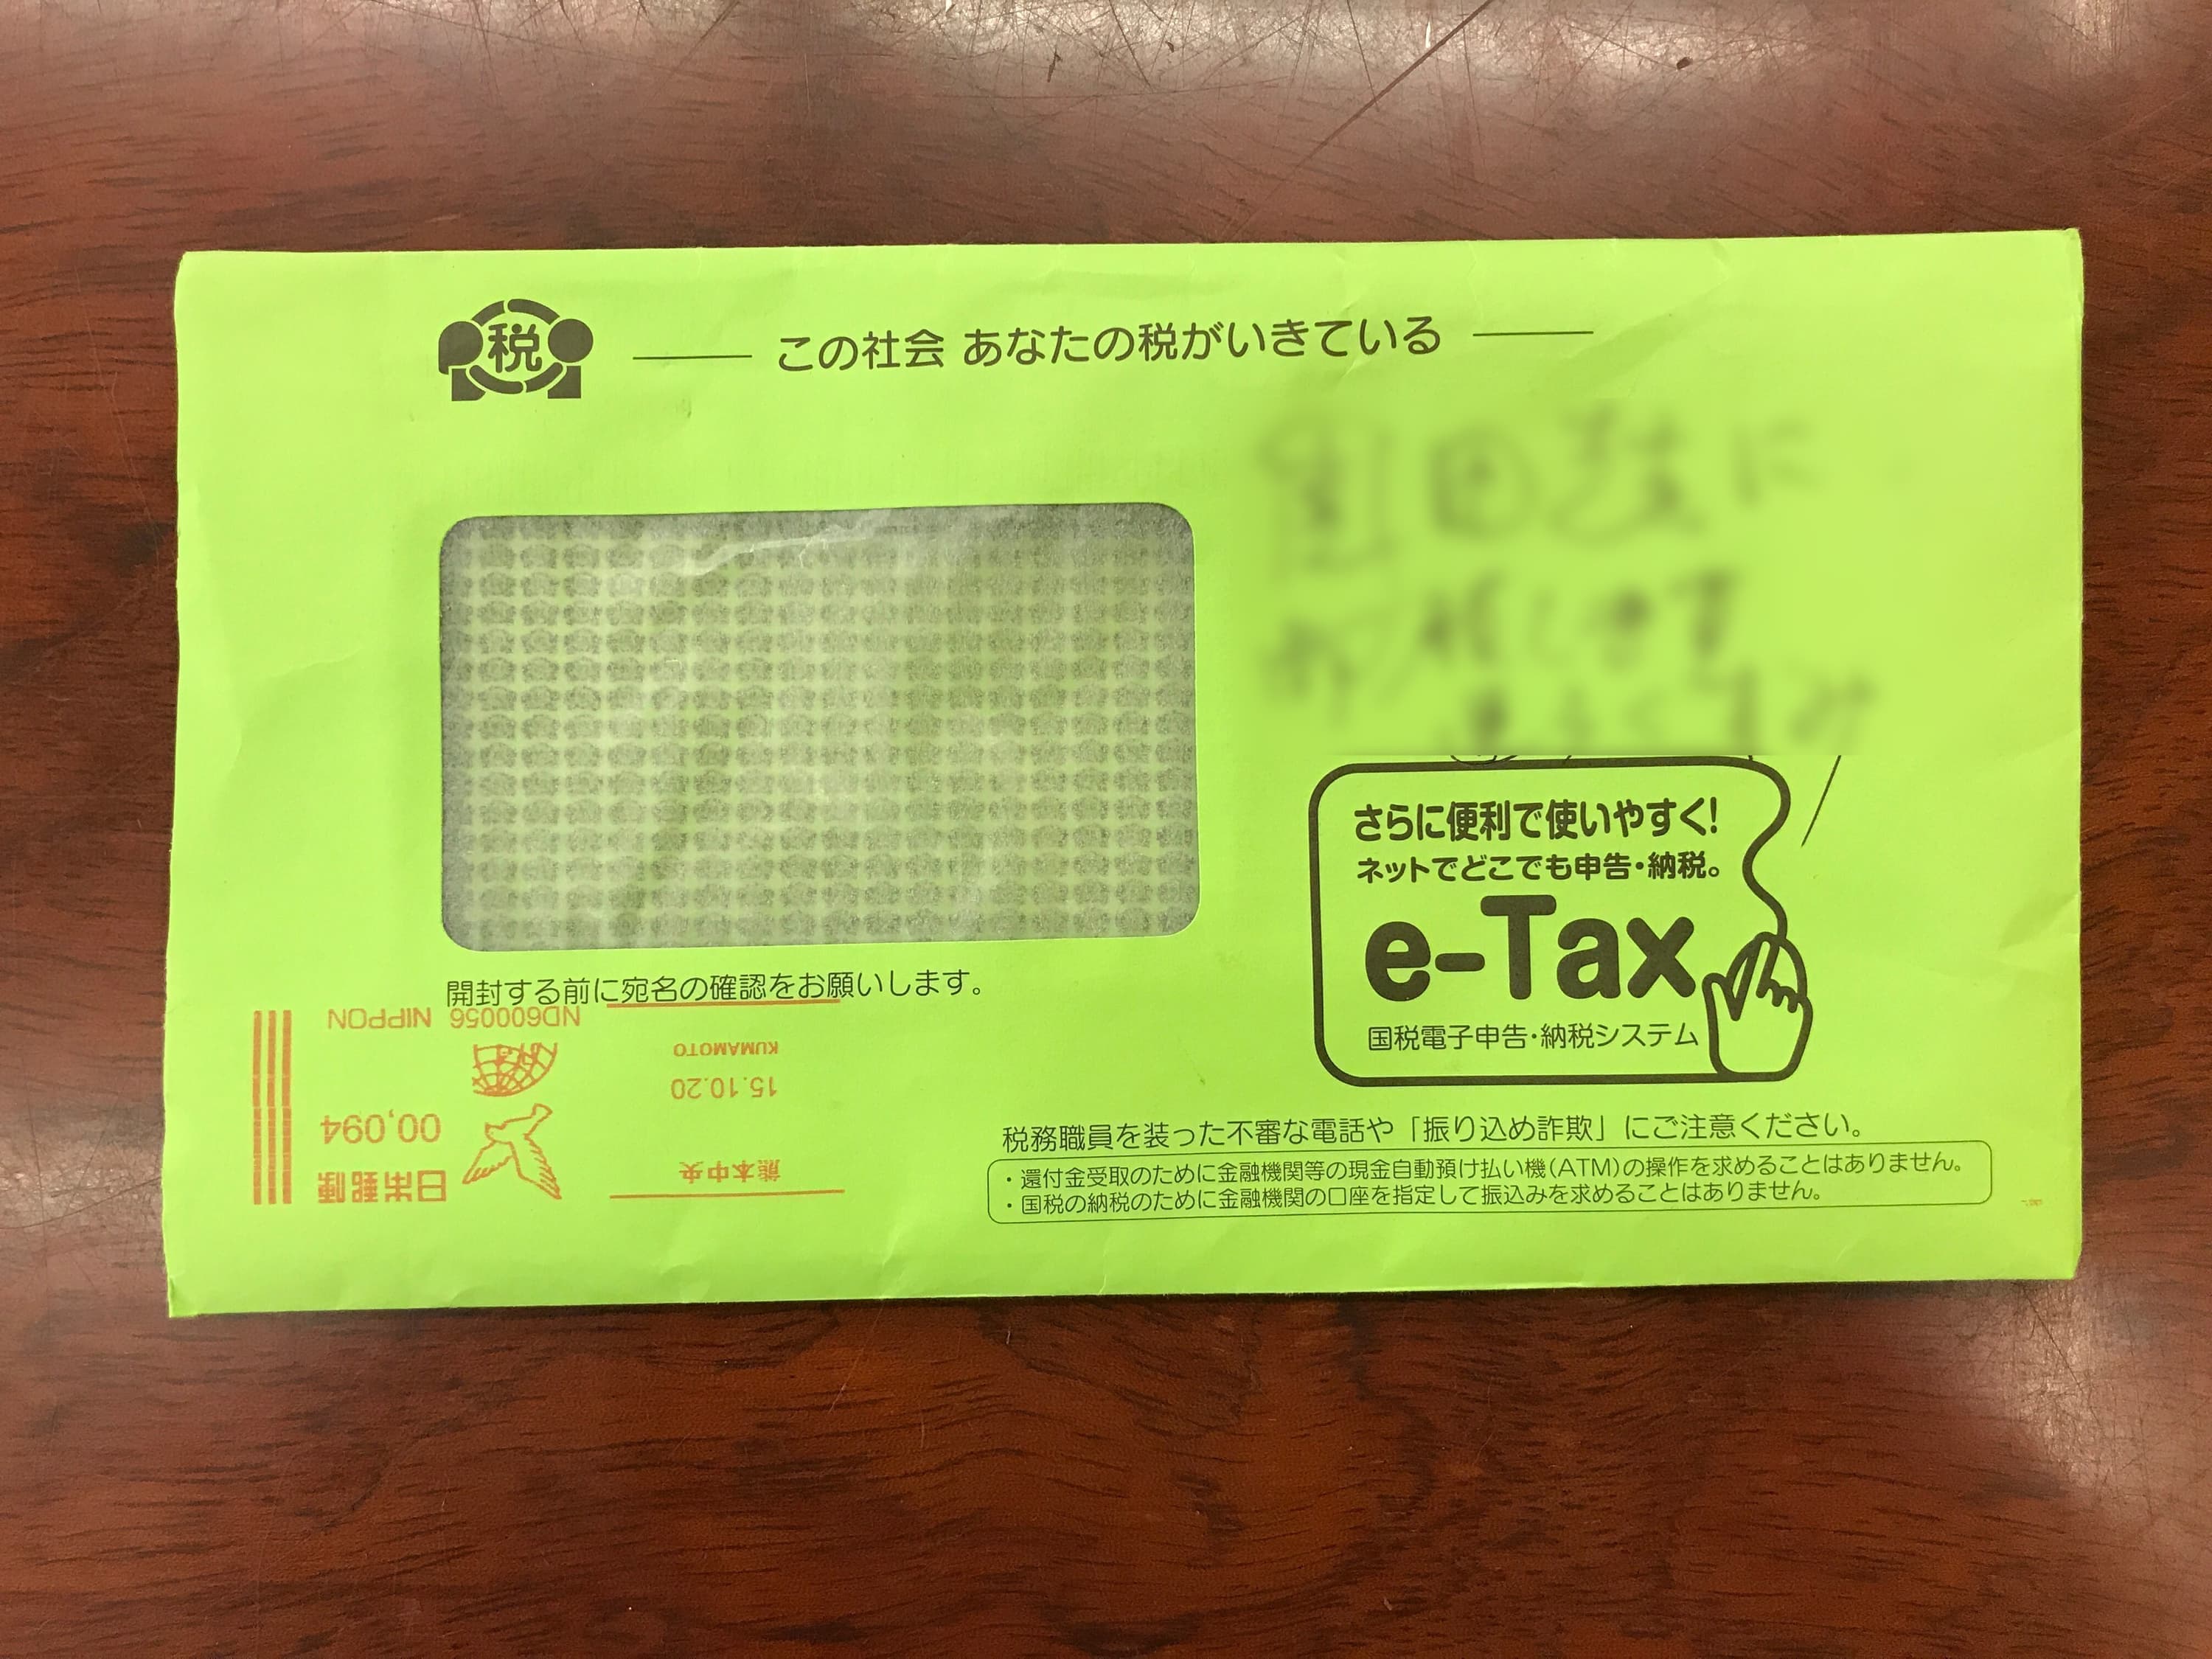 税
この社会 あなたの税がいきている
開封する前に宛名の確認をお願いします。
さらに便利で使いやすく!
ネットでどこでも申告・納税。
e-Tax
国税電子申告・納税システム
税務職員を装った不審な電話や「振り込め詐欺」にご注意ください。
・還付金受取のために金融機関等の現金自動預け払い機(ATM)の操作を求めることはありません。
・国税の納税のために金融機関の口座を指定して振込みを求めることはありません。
熊本中央
15.10.20
KUMAMOTO
日本郵便
00,094
ND600056 NIPPON